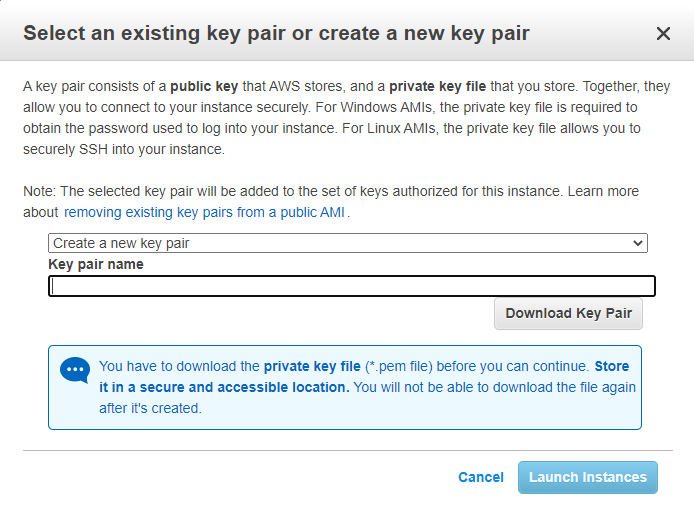 Select an existing key pair or create a new key pair
A key pair consists of a public key that AWS stores, and a private key file that you store. Together, they
allow you to connect to your instance securely. For Windows AMIs, the private key file is required to
obtain the password used to log into your instance. For Linux AMIs, the private key file allows you to
securely SSH into your instance.
Note: The selected key pair will be added to the set of keys authorized for this instance. Learn more
about removing existing key pairs from a public AMI .
Create a new key pair
Key pair name
Download Key Pair
You have to download the private key file (*.pem file) before you can continue. Store
it in a secure and accessible location. You will not be able to download the file again
after it's created.
Cancel Launch Instances